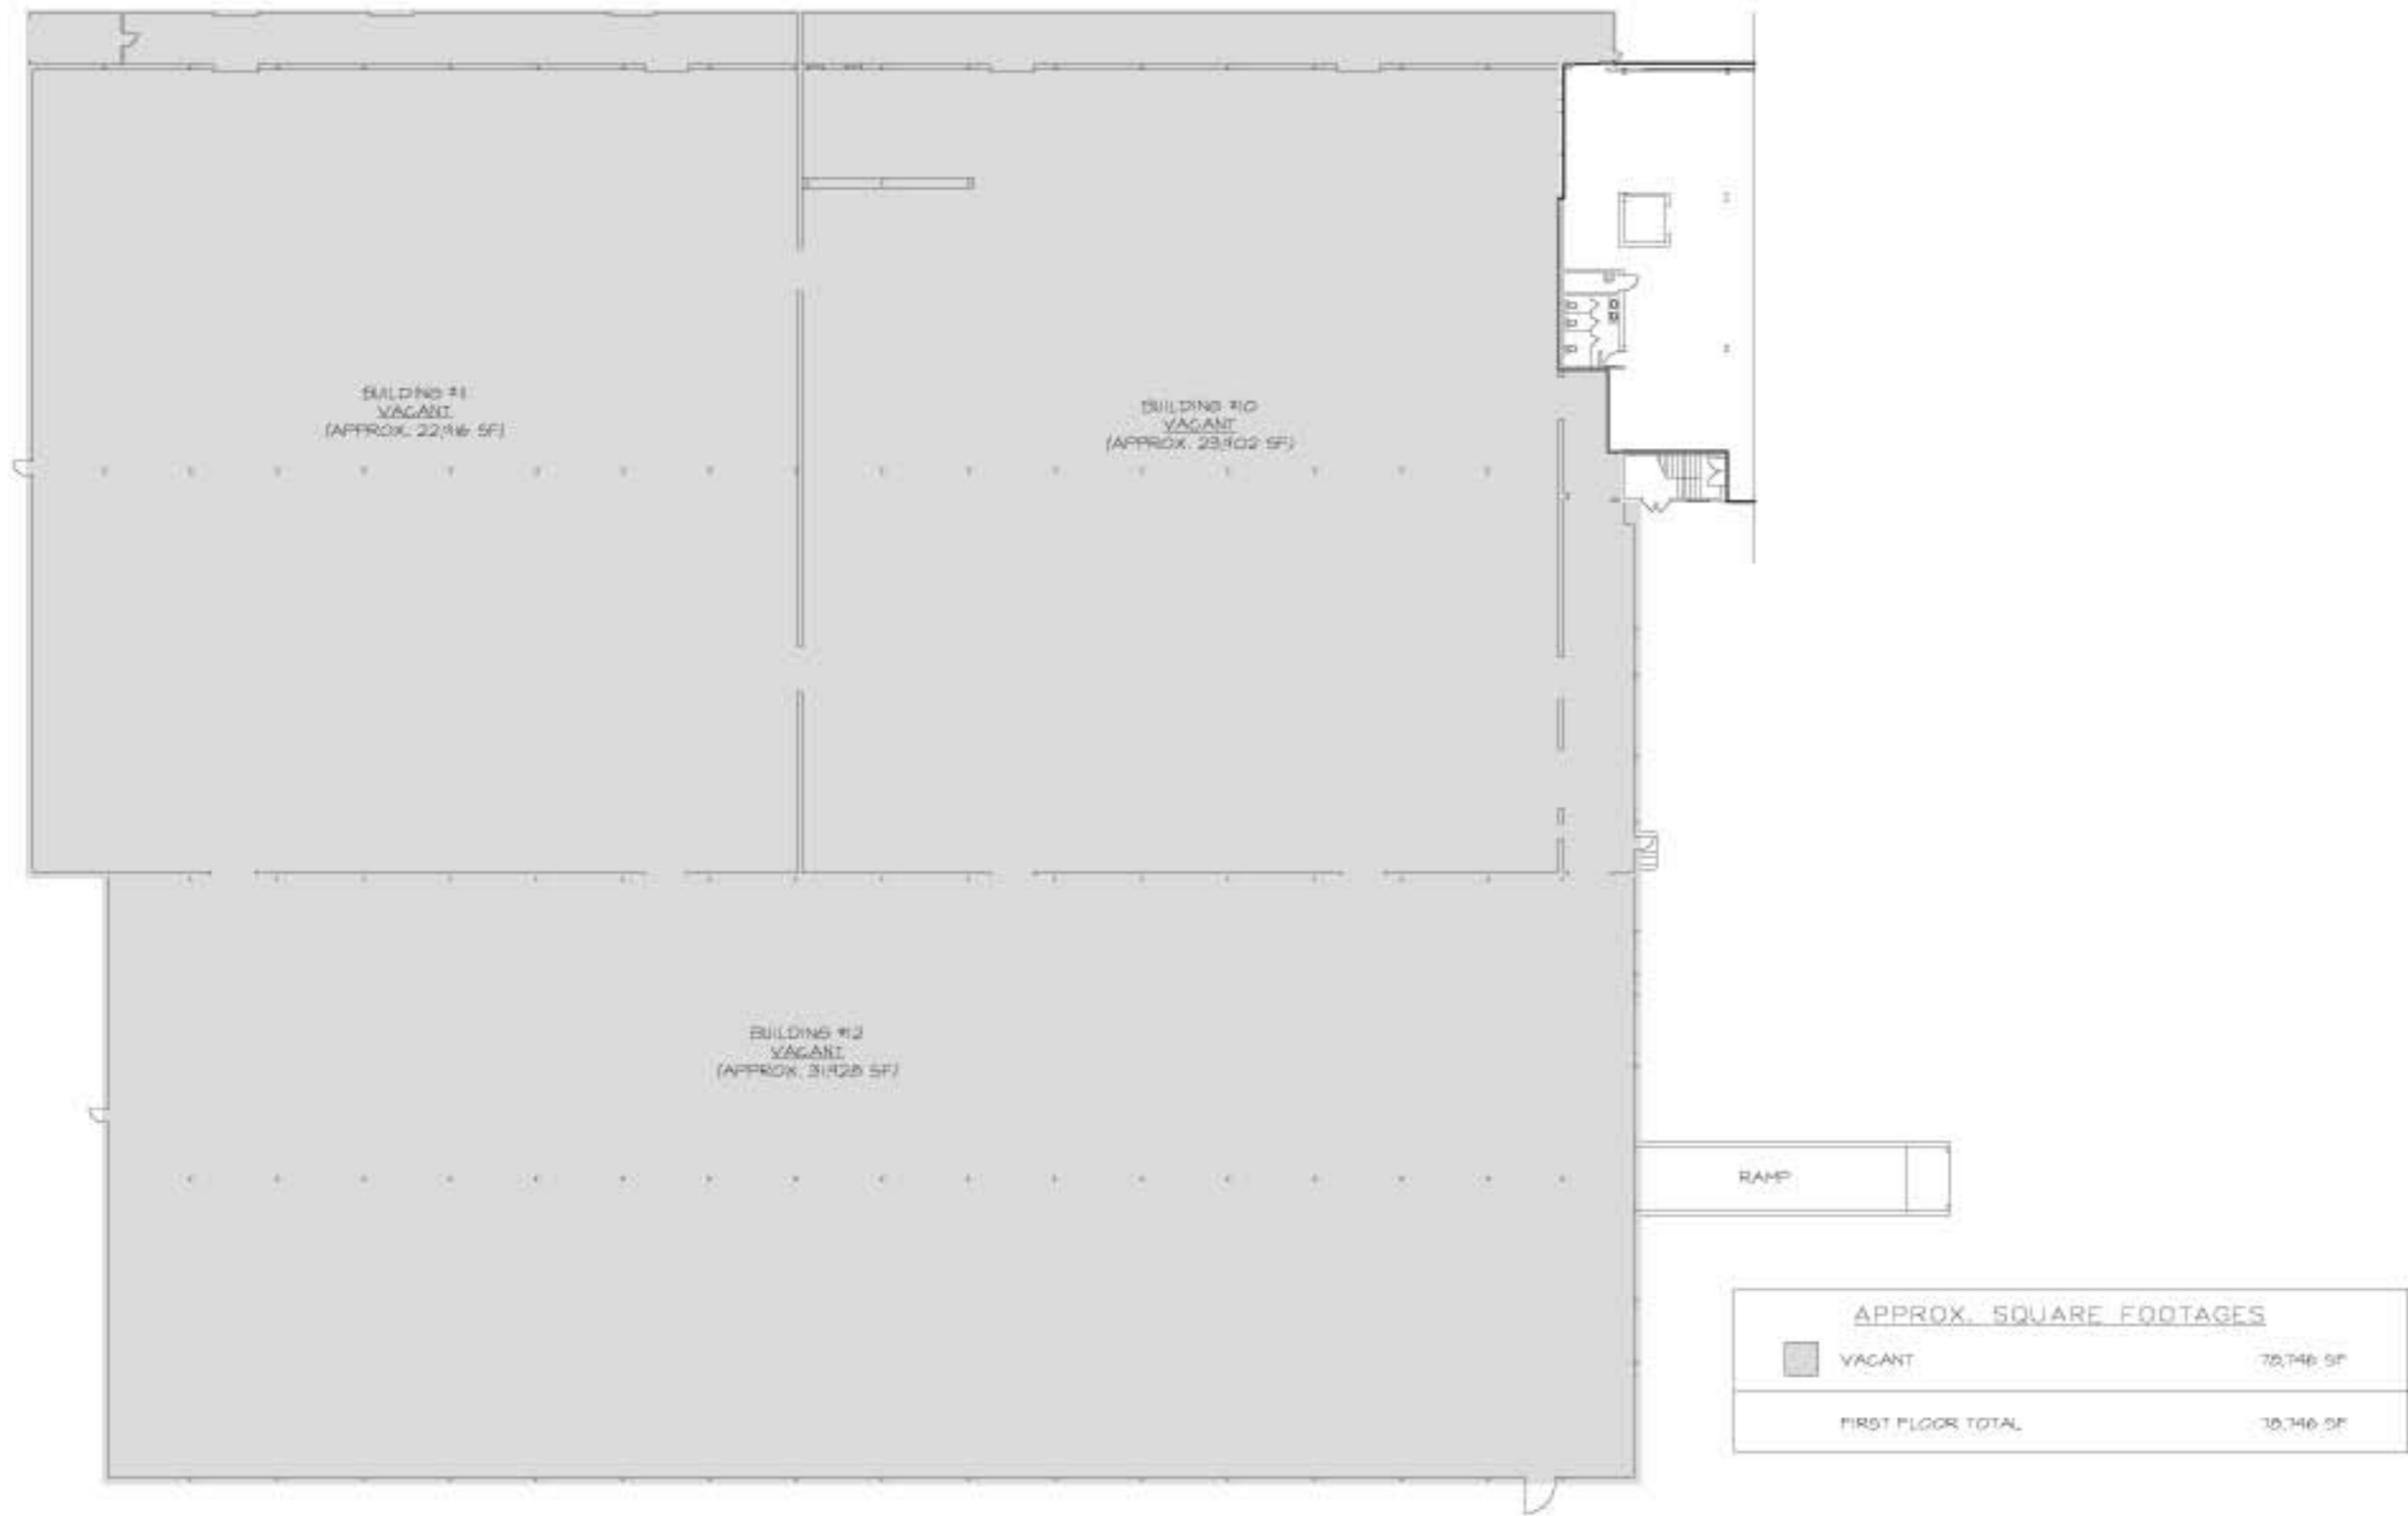 BUILDING #11
VACANT
(APPROX. 22,916 SF)
BUILDING #10
VACANT
(APPROX. 23,902 SF)
BUILDING #12
VACANT
(APPROX. 31,928 SF)
RAMP
APPROX. SQUARE FOOTAGES
VACANT 78,746 SF
FIRST FLOOR TOTAL 78,746 SF